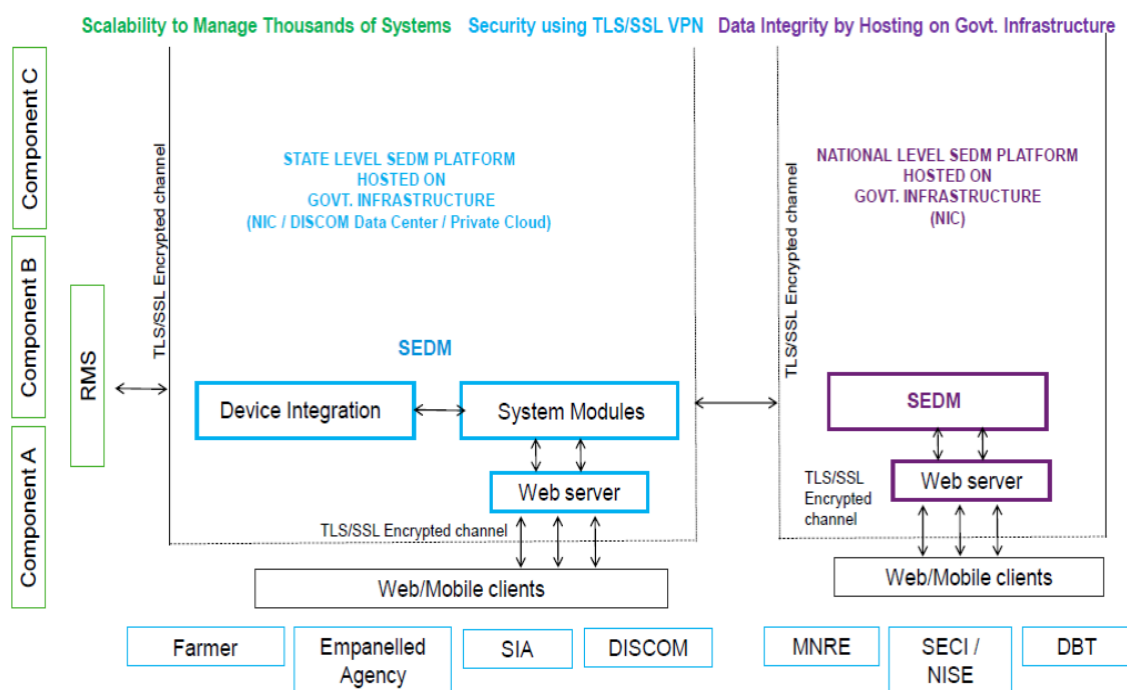 Scalability to Manage Thousands of Systems
Security using TLS/SSL VPN
Data Integrity by Hosting on Govt. Infrastructure
Component C
Component B
Component A
RMS
TLS/SSL Encrypted channel
STATE LEVEL SEDM PLATFORM
HOSTED ON
GOVT. INFRASTRUCTURE
(NIC / DISCOM Data Center / Private Cloud)
SEDM
Device Integration
System Modules
Web server
TLS/SSL Encrypted channel
Web/Mobile clients
TLS/SSL Encrypted channel
NATIONAL LEVEL SEDM PLATFORM
HOSTED ON
GOVT. INFRASTRUCTURE
(NIC)
SEDM
Web server
TLS/SSL
Encrypted
channel
Web/Mobile clients
Farmer
Empanelled
Agency
SIA
DISCOM
MNRE
SECI /
NISE
DBT